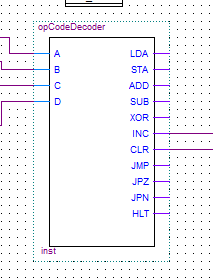 opCodeDecoder
A LDA
B STA
C ADD
D SUB
XOR
INC
CLR
JMP
JPZ
JPN
HLT
inst